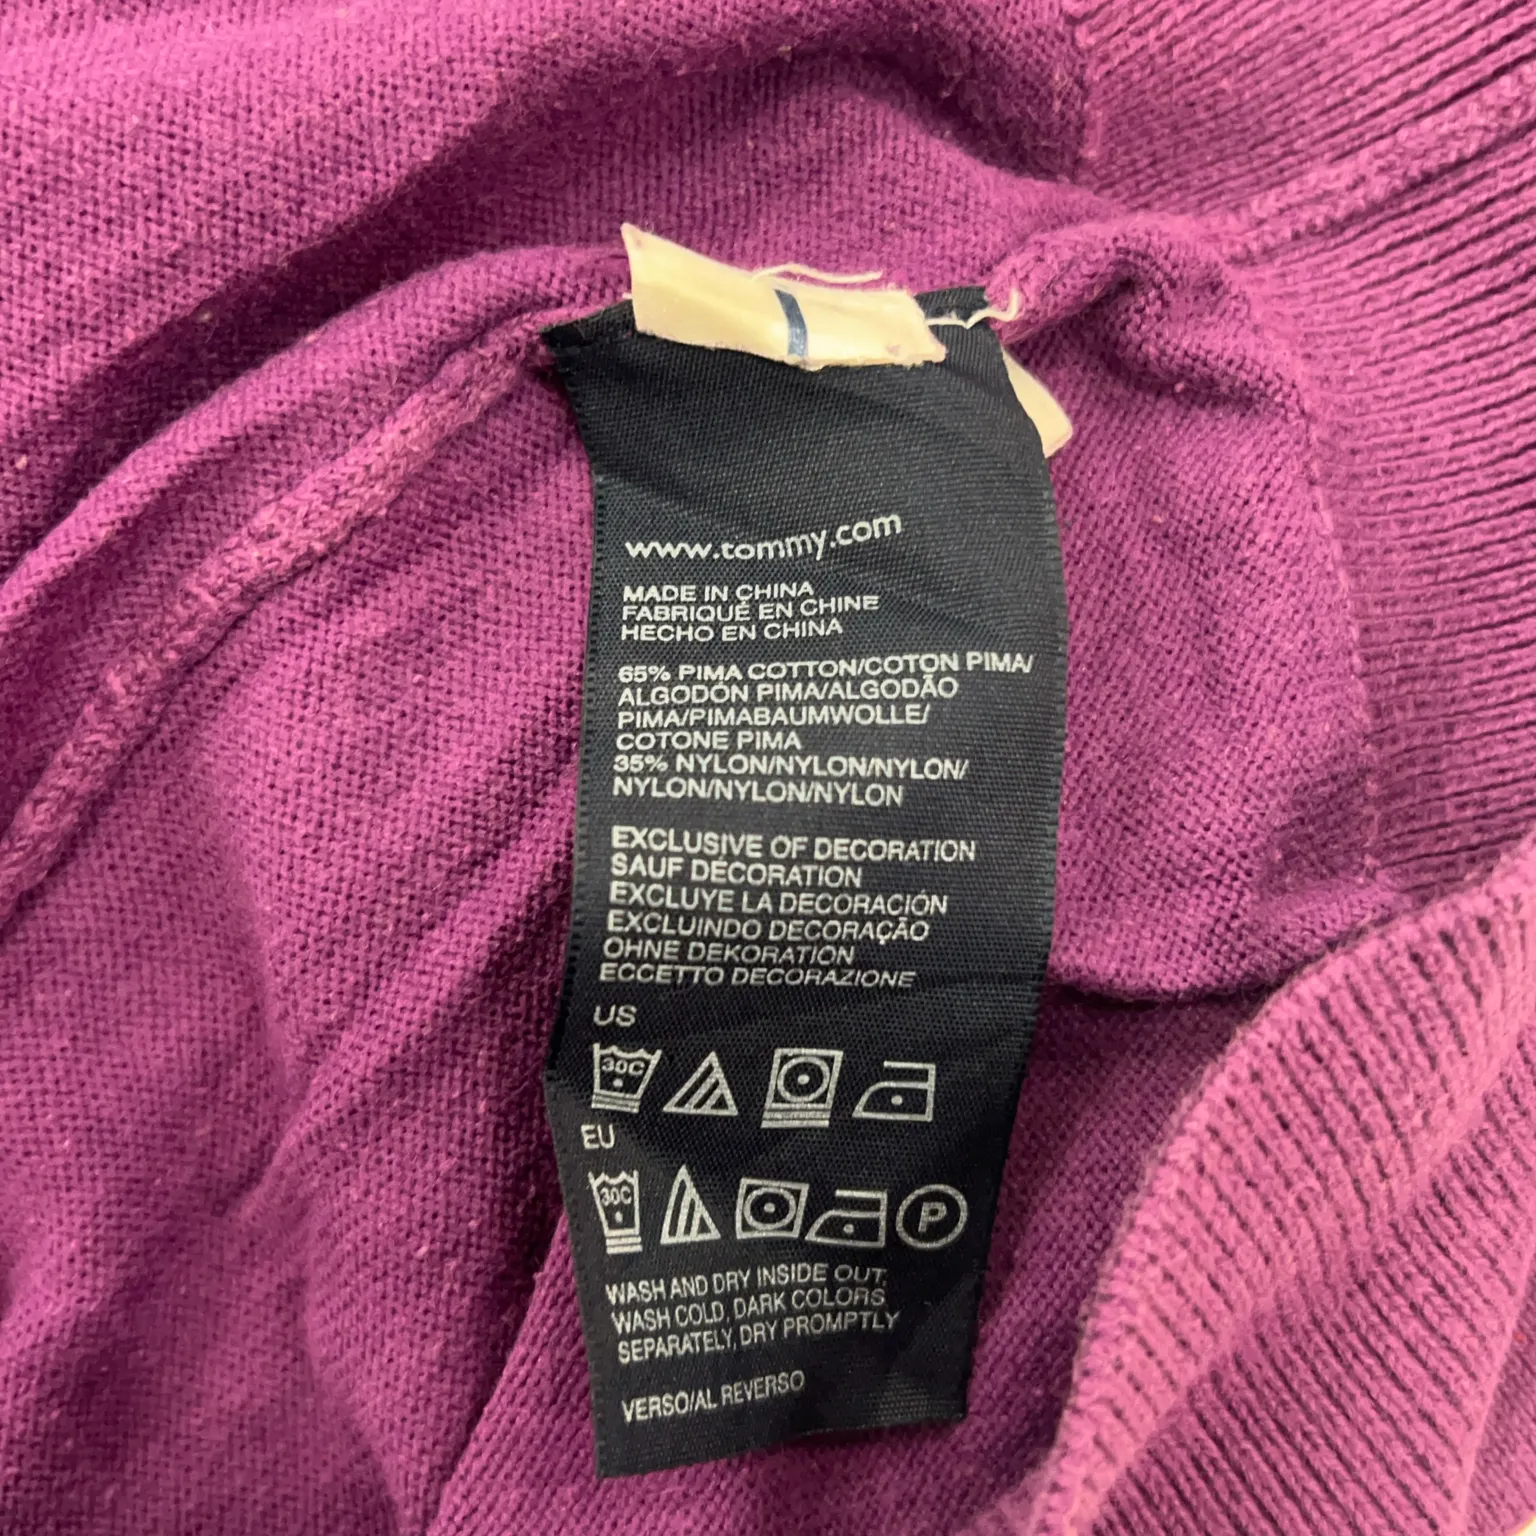 www.tommy.com
MADE IN CHINA
FABRIQUÉ EN CHINE
HECHO EN CHINA
65% PIMA COTTON/COTON PIMA/
ALGODÓN PIMA/ALGODÃO
PIMA/PIMABAUMWOLLE/
COTONE PIMA
35% NYLON/NYLON/NYLON/
NYLON/NYLON/NYLON
EXCLUSIVE OF DECORATION
SAUF DÉCORATION
EXCLUYE LA DECORACIÓN
EXCLUINDO DECORAÇÃO
OHNE DEKORATION
ECCETTO DECORAZIONE
US
30C
EU
30C P
WASH AND DRY INSIDE OUT,
WASH COLD, DARK COLORS
SEPARATELY, DRY PROMPTLY
VERSO/AL REVERSO